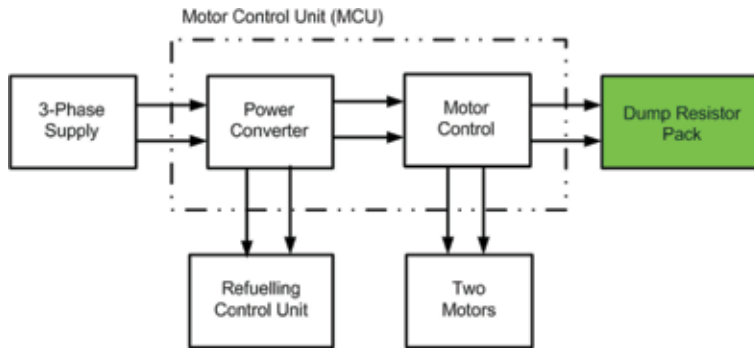 Motor Control Unit (MCU)
3-Phase
Supply
Power
Converter
Motor
Control
Dump Resistor
Pack
Refuelling
Control Unit
Two
Motors